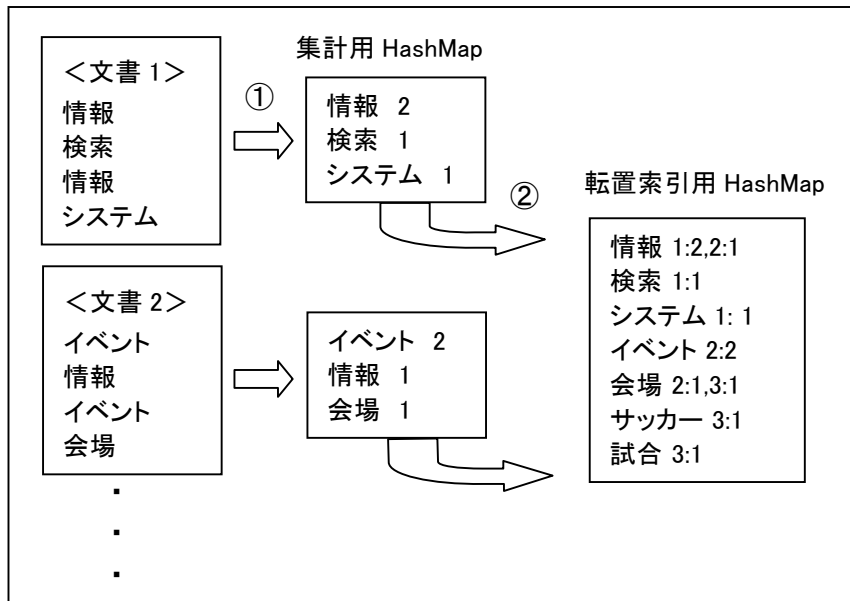 <文書 1>
情報
検索
情報
システム
①
集計用 HashMap
情報 2
検索 1
システム 1
②
転置索引用 HashMap
情報 1:2,2:1
検索 1:1
システム 1: 1
イベント 2:2
会場 2:1,3:1
サッカー 3:1
試合 3:1
<文書 2>
イベント
情報
イベント
会場
イベント 2
情報 1
会場 1
・
・
・